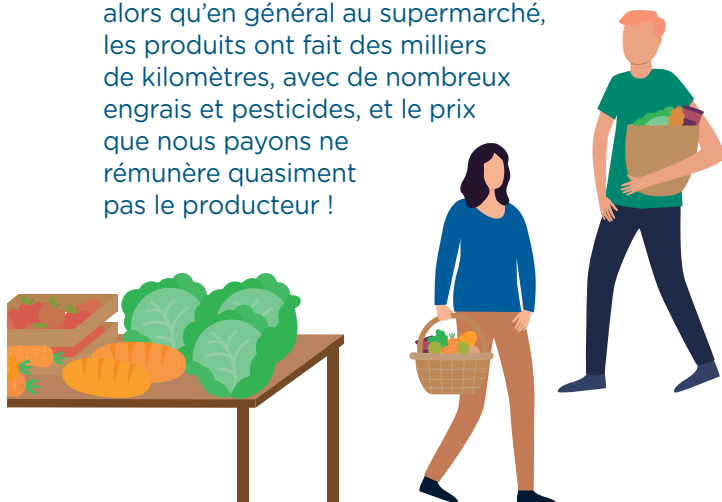 alors qu’en général au supermarché,
les produits ont fait des milliers
de kilomètres, avec de nombreux
engrais et pesticides, et le prix
que nous payons ne
rémunère quasiment
pas le producteur !